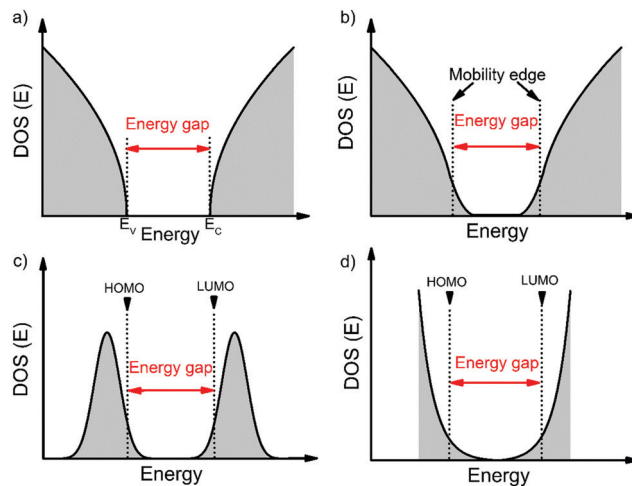 a)
DOS (E)
Energy gap
E_v
Energy
E_c
b)
DOS (E)
Mobility edge
Energy gap
Energy
c)
DOS (E)
HOMO
LUMO
Energy gap
Energy
d)
DOS (E)
HOMO
LUMO
Energy gap
Energy